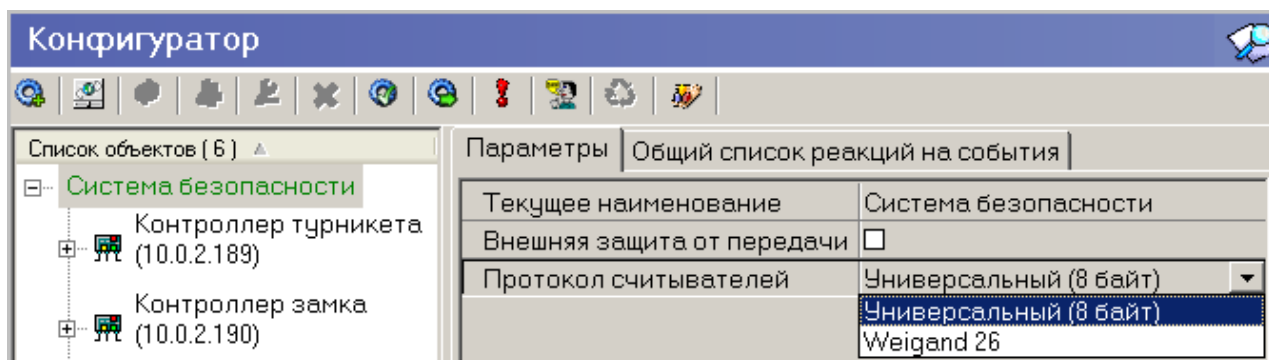 Конфигуратор
Список объектов ( 6 )
Система безопасности
Контроллер турникета
(10.0.2.189)
Контроллер замка
(10.0.2.190)
Параметры
Общий список реакций на события
Текущее наименование Система безопасности
Внешняя защита от передачи
Протокол считывателей Универсальный (8 байт)
Универсальный (8 байт)
Weigand 26